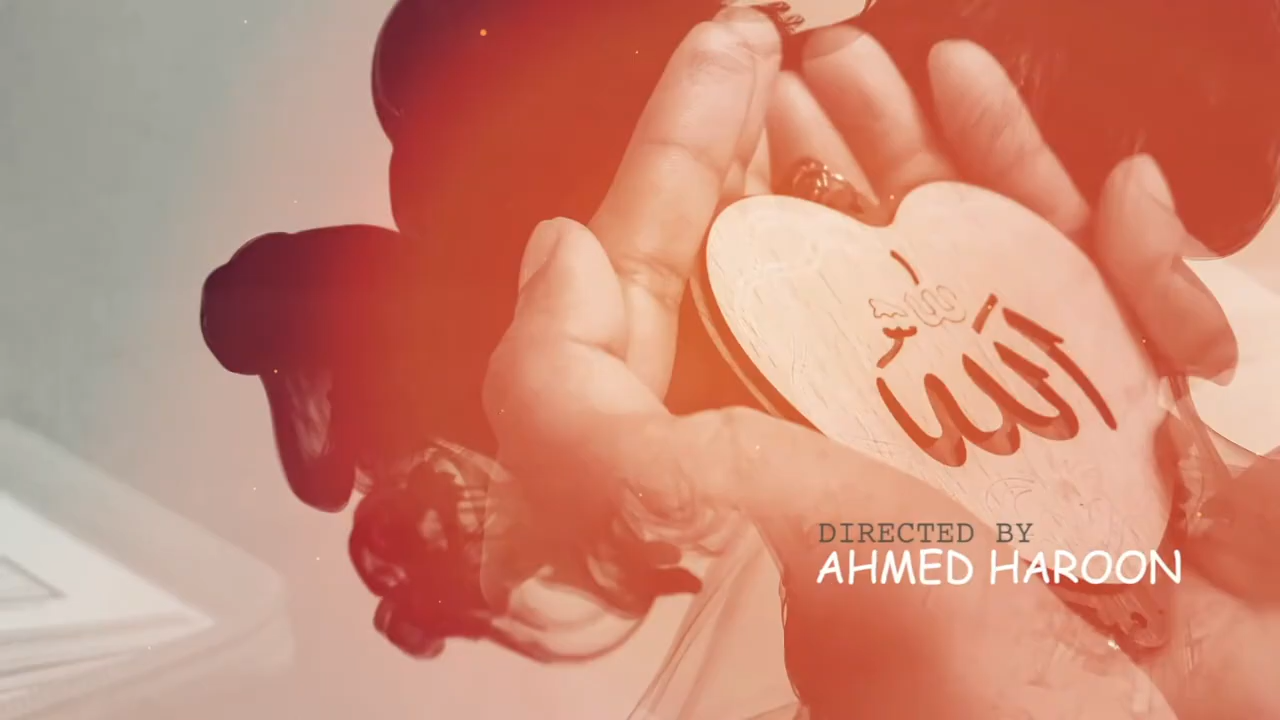 الله
DIRECTED BY
AHMED HAROON